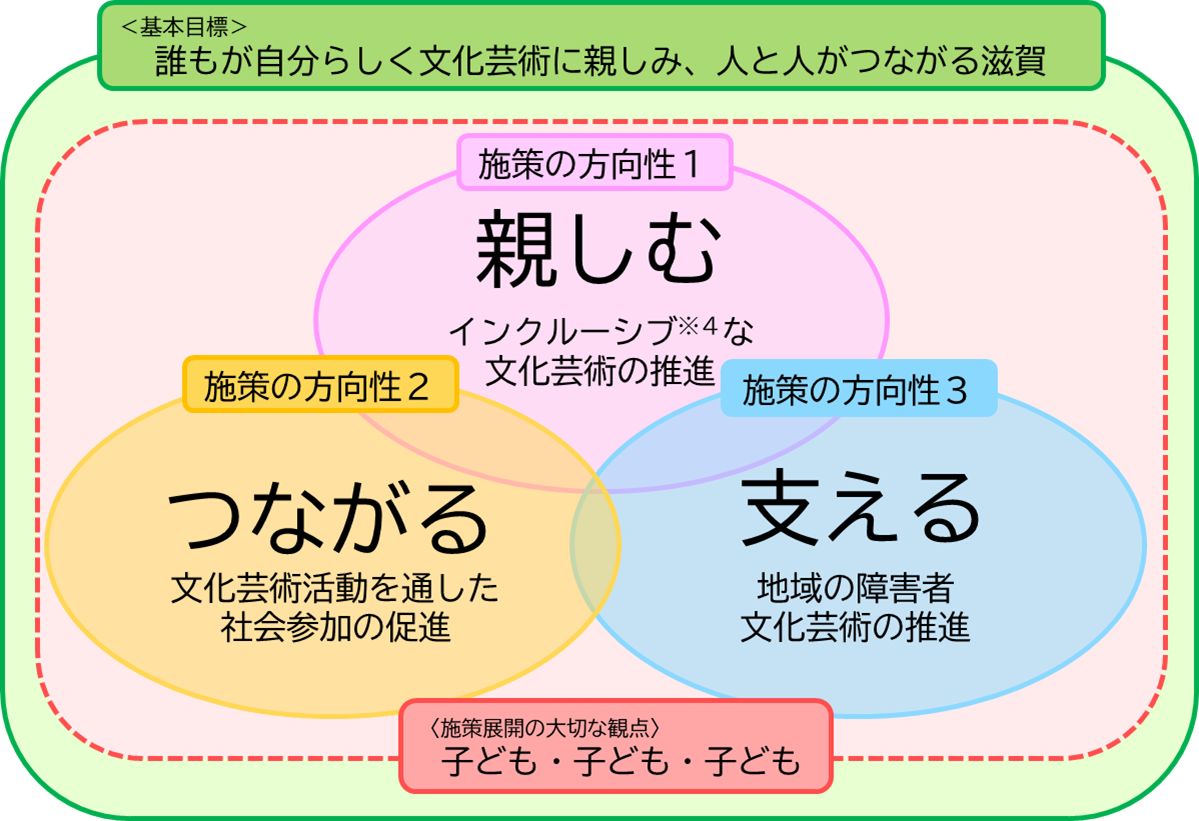 ＜基本目標＞
誰もが自分らしく文化芸術に親しみ、人と人がつながる滋賀
施策の方向性１
親しむ
インクルーシブ※４な
文化芸術の推進
施策の方向性２
つながる
文化芸術活動を通した
社会参加の促進
施策の方向性３
支える
地域の障害者
文化芸術の推進
〈施策展開の大切な観点〉
子ども・子ども・子ども